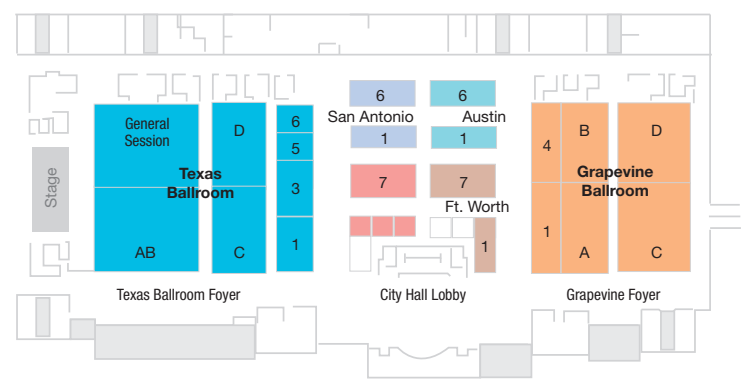 6
6
San Antonio
Austin
1
1
7
7
Ft. Worth
1
General
Session
D
6
5
Texas
Ballroom
3
AB
C
1
Stage
4
B
D
Grapevine
Ballroom
1
A
C
Texas Ballroom Foyer
City Hall Lobby
Grapevine Foyer